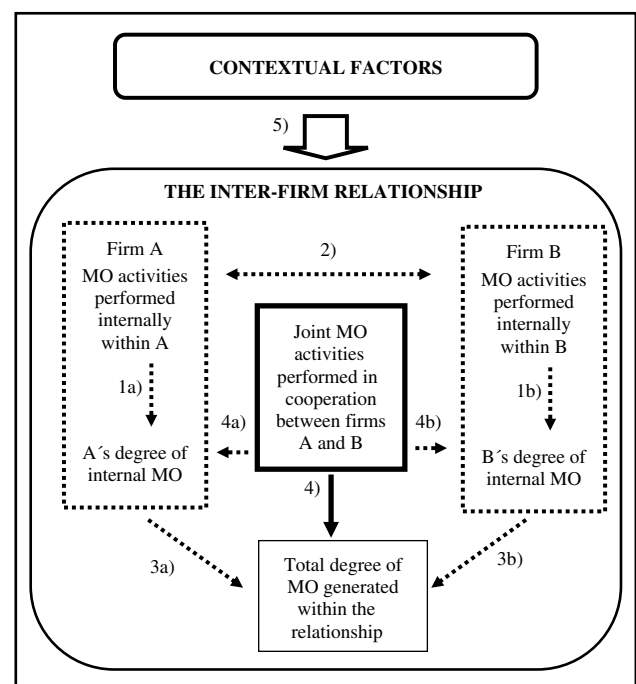 CONTEXTUAL FACTORS
5)
THE INTER-FIRM RELATIONSHIP
Firm A
MO activities
performed
internally
within A
1a)
A´s degree of
internal MO
2)
Firm B
MO activities
performed
internally
within B
1b)
B´s degree of
internal MO
Joint MO
activities
performed in
cooperation
between firms
A and B
4a)
4b)
4)
3a)
3b)
Total degree of
MO generated
within the
relationship